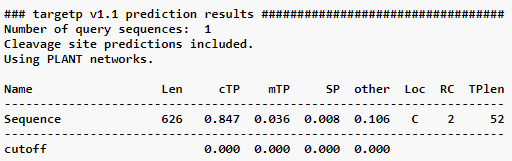 ### targetp v1.1 prediction results ##################################
Number of query sequences:  1
Cleavage site predictions included.
Using PLANT networks.
Name                  Len     cTP    mTP     SP  other  Loc  RC  TPlen
----------------------------------------------------------------------
Sequence              626   0.847  0.036  0.008  0.106   C    2     52
----------------------------------------------------------------------
cutoff                      0.000  0.000  0.000  0.000